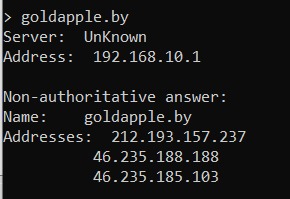 > goldapple.by
Server:  UnKnown
Address:  192.168.10.1

Non-authoritative answer:
Name:    goldapple.by
Addresses:  212.193.157.237
          46.235.188.188
          46.235.185.103